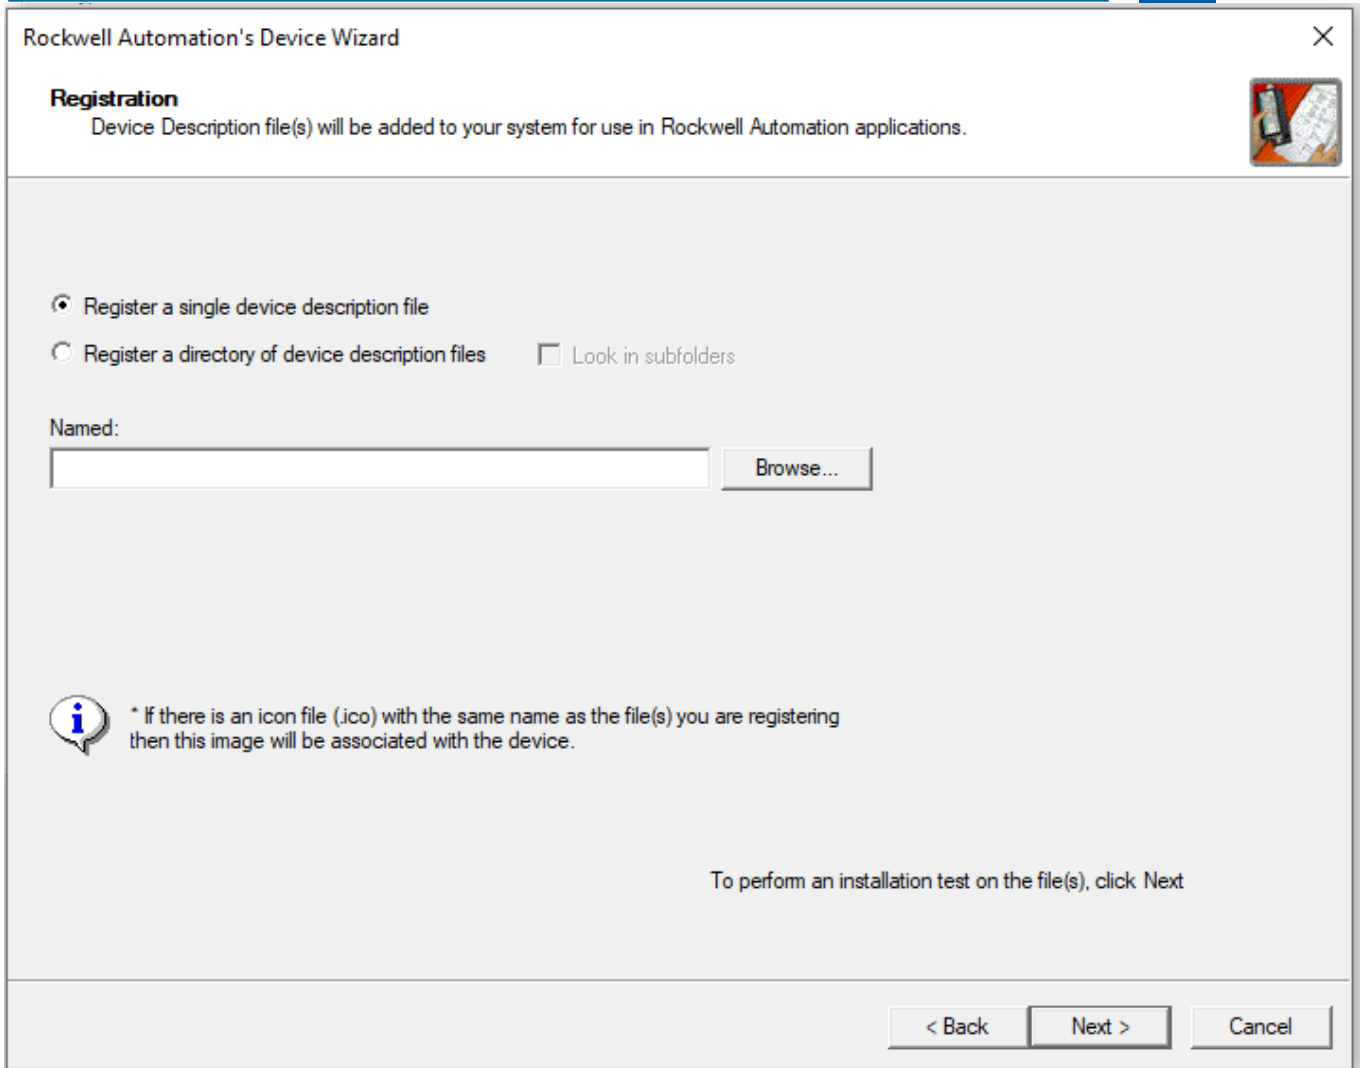 Rockwell Automation's Device Wizard
Registration
Device Description file(s) will be added to your system for use in Rockwell Automation applications.
Register a single device description file
Register a directory of device description files
Look in subfolders
Named:
Browse...
* If there is an icon file (.ico) with the same name as the file(s) you are registering
then this image will be associated with the device.
To perform an installation test on the file(s), click Next
< Back
Next >
Cancel